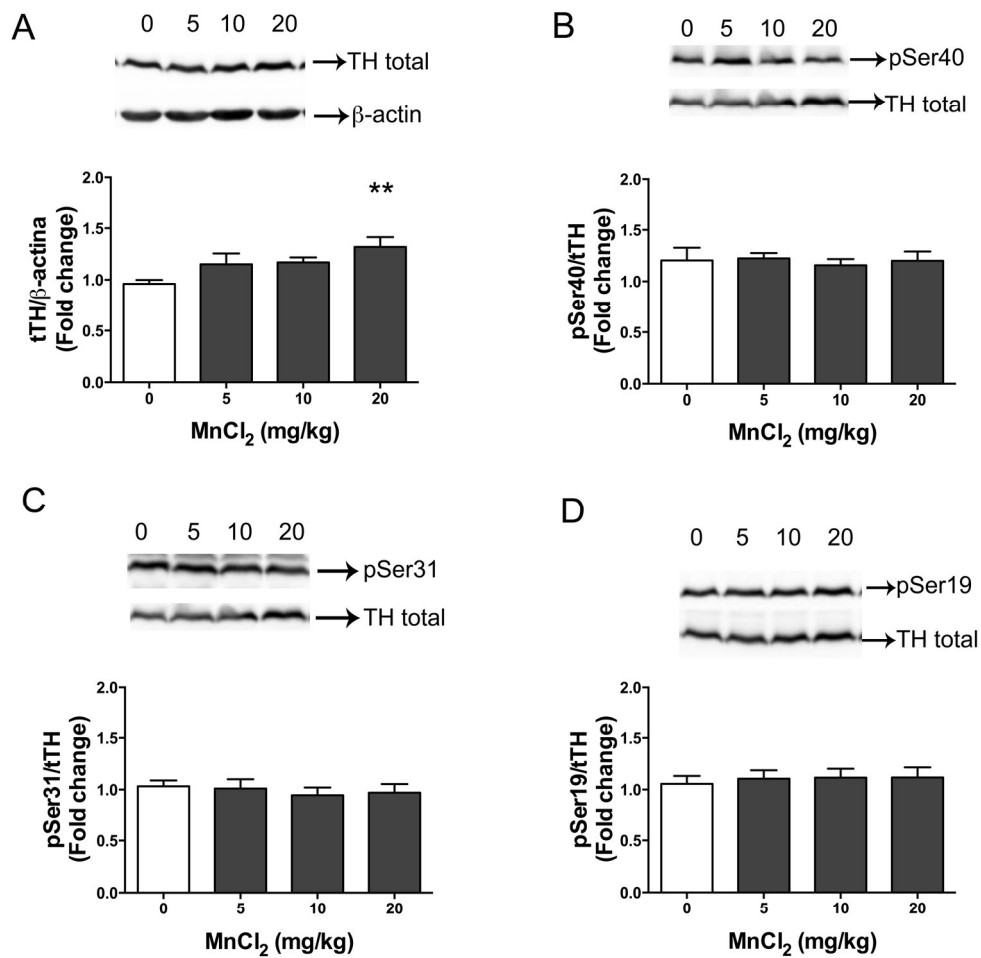 A
0 5 10 20
TH total
β-actin
2.0
1.5
1.0
0.5
0.0
tTH/β-actina
(Fold change)
**
0 5 10 20
MnCl2 (mg/kg)
B
0 5 10 20
pSer40
TH total
2.0
1.5
1.0
0.5
0.0
pSer40/tTH
(Fold change)
0 5 10 20
MnCl2 (mg/kg)
C
0 5 10 20
pSer31
TH total
2.0
1.5
1.0
0.5
0.0
pSer31/tTH
(Fold change)
0 5 10 20
MnCl2 (mg/kg)
D
0 5 10 20
pSer19
TH total
2.0
1.5
1.0
0.5
0.0
pSer19/tTH
(Fold change)
0 5 10 20
MnCl2 (mg/kg)